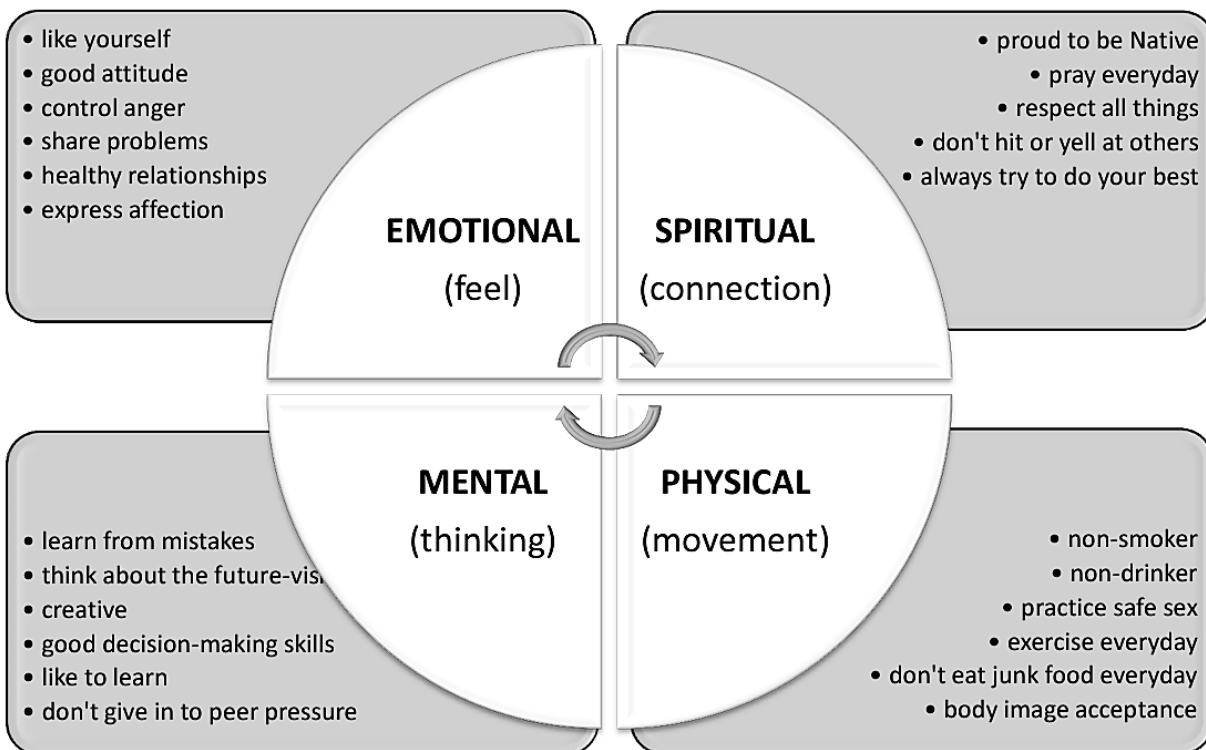 • like yourself
• good attitude
• control anger
• share problems
• healthy relationships
• express affection
EMOTIONAL
(feel)
• proud to be Native
• pray everyday
• respect all things
• don't hit or yell at others
• always try to do your best
SPIRITUAL
(connection)
MENTAL
(thinking)
• learn from mistakes
• think about the future-vis
• creative
• good decision-making skills
• like to learn
• don't give in to peer pressure
PHYSICAL
(movement)
• non-smoker
• non-drinker
• practice safe sex
• exercise everyday
• don't eat junk food everyday
• body image acceptance